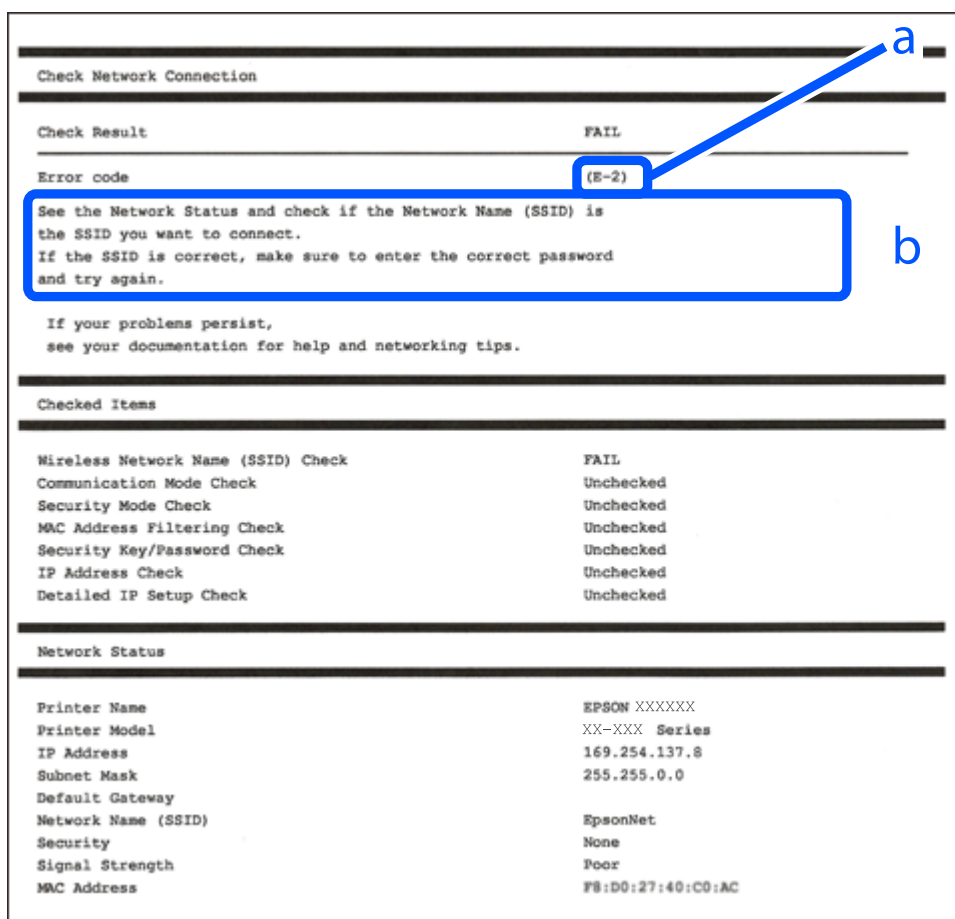 a
Check Network Connection
Check Result FAIL
Error code (E-2)
See the Network Status and check if the Network Name (SSID) is
the SSID you want to connect.
If the SSID is correct, make sure to enter the correct password
and try again.
b
If your problems persist,
see your documentation for help and networking tips.
Checked Items
Wireless Network Name (SSID) Check FAIL
Communication Mode Check Unchecked
Security Mode Check Unchecked
MAC Address Filtering Check Unchecked
Security Key/Password Check Unchecked
IP Address Check Unchecked
Detailed IP Setup Check Unchecked
Network Status
Printer Name EPSON XXXXXX
Printer Model XX-XXX Series
IP Address 169.254.137.8
Subnet Mask 255.255.0.0
Default Gateway
Network Name (SSID) EpsonNet
Security None
Signal Strength Poor
MAC Address F8:D0:27:40:C0:AC